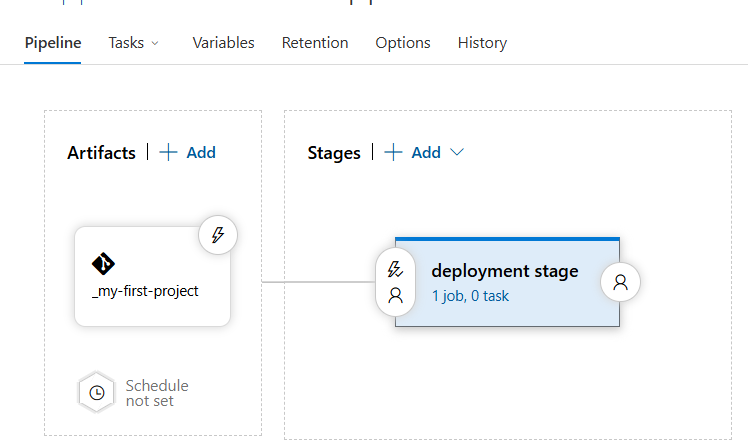 Pipeline Tasks Variables Retention Options History
Artifacts | + Add
Stages | + Add
_my-first-project
deployment stage
1 job, 0 task
Schedule
not set